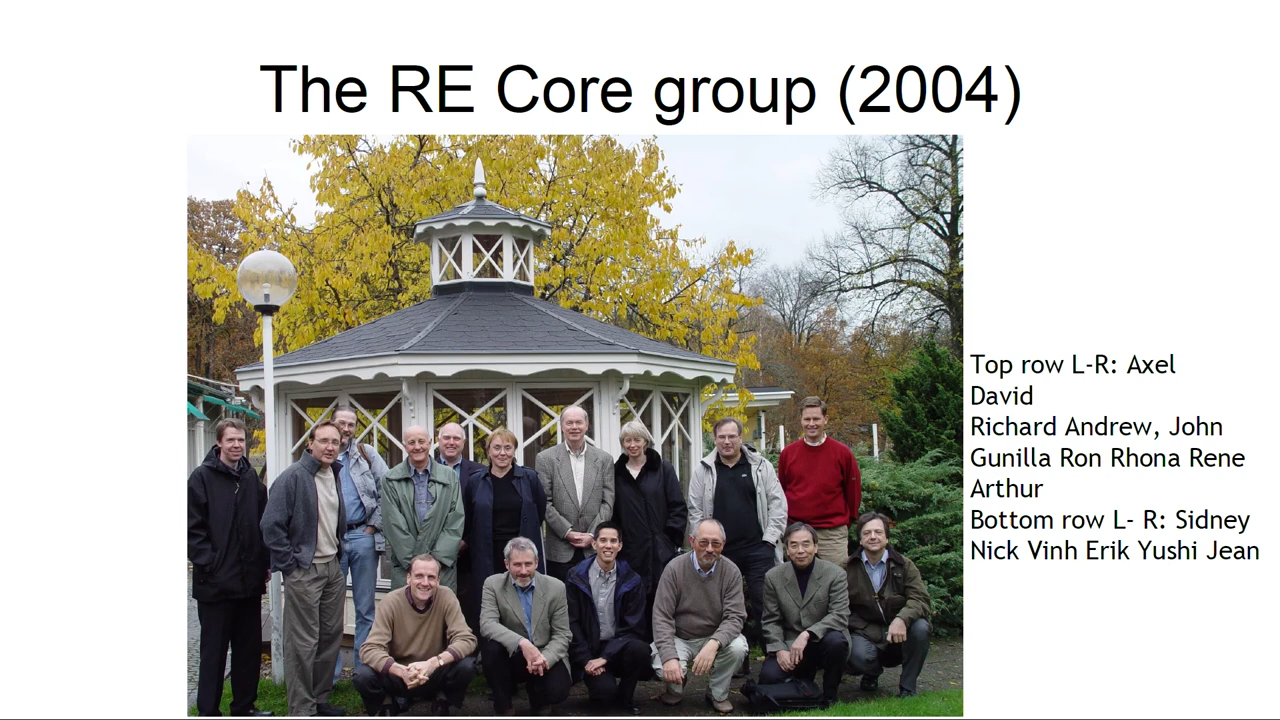 The RE Core group (2004)
Top row L-R: Axel
David
Richard Andrew, John
Gunilla Ron Rhona Rene
Arthur
Bottom row L- R: Sidney
Nick Vinh Erik Yushi Jean